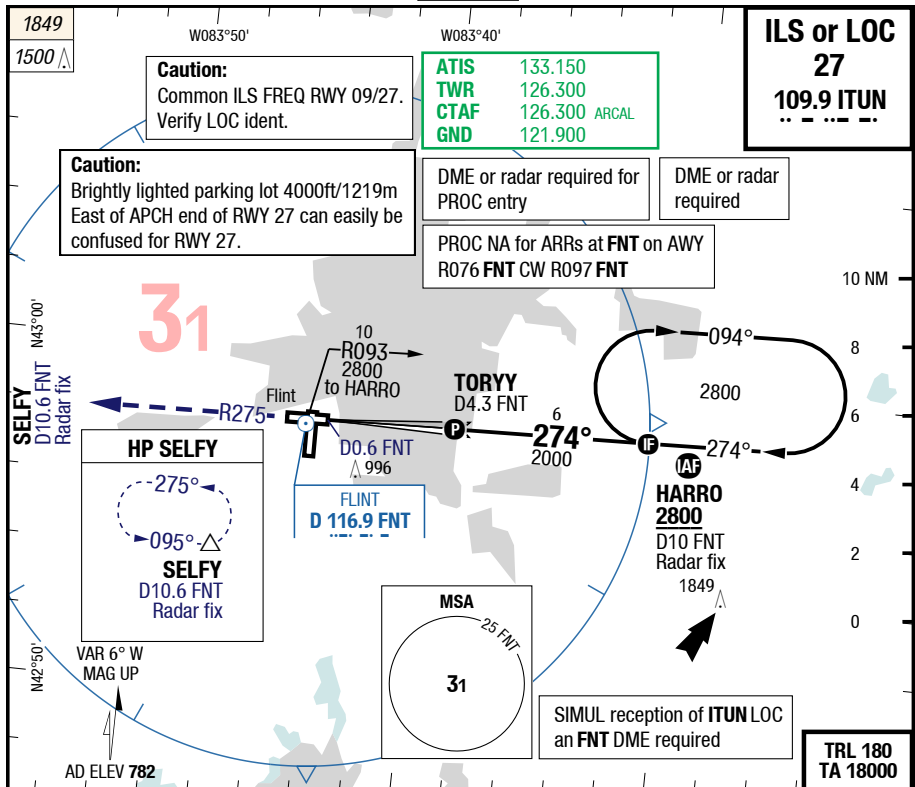 1849
1500
W083°50'
W083°40'
ILS or LOC
27
109.9 ITUN
Caution:
Common ILS FREQ RWY 09/27.
Verify LOC ident.
ATIS 133.150
TWR 126.300
CTAF 126.300 ARCAL
GND 121.900
Caution:
Brightly lighted parking lot 4000ft/1219m
East of APCH end of RWY 27 can easily be
confused for RWY 27.
DME or radar required for
PROC entry
DME or radar
required
PROC NA for ARRs at FNT on AWY
R076 FNT CW R097 FNT
10 NM
8
6
4
2
0
N43°00'
31
10
R093
2800
to HARRO
094°
2800
274°
TORYY
D4.3 FNT
P
6
274°
2000
IF
IAF
HARRO
2800
D10 FNT
Radar fix
1849
SELFY
D10.6 FNT
Radar fix
R275
Flint
D0.6 FNT
996
FLINT
D 116.9 FNT
HP SELFY
275°
095°
SELFY
D10.6 FNT
Radar fix
MSA
25 FNT
31
N42°50'
VAR 6° W
MAG UP
AD ELEV 782
SIMUL reception of ITUN LOC
an FNT DME required
TRL 180
TA 18000